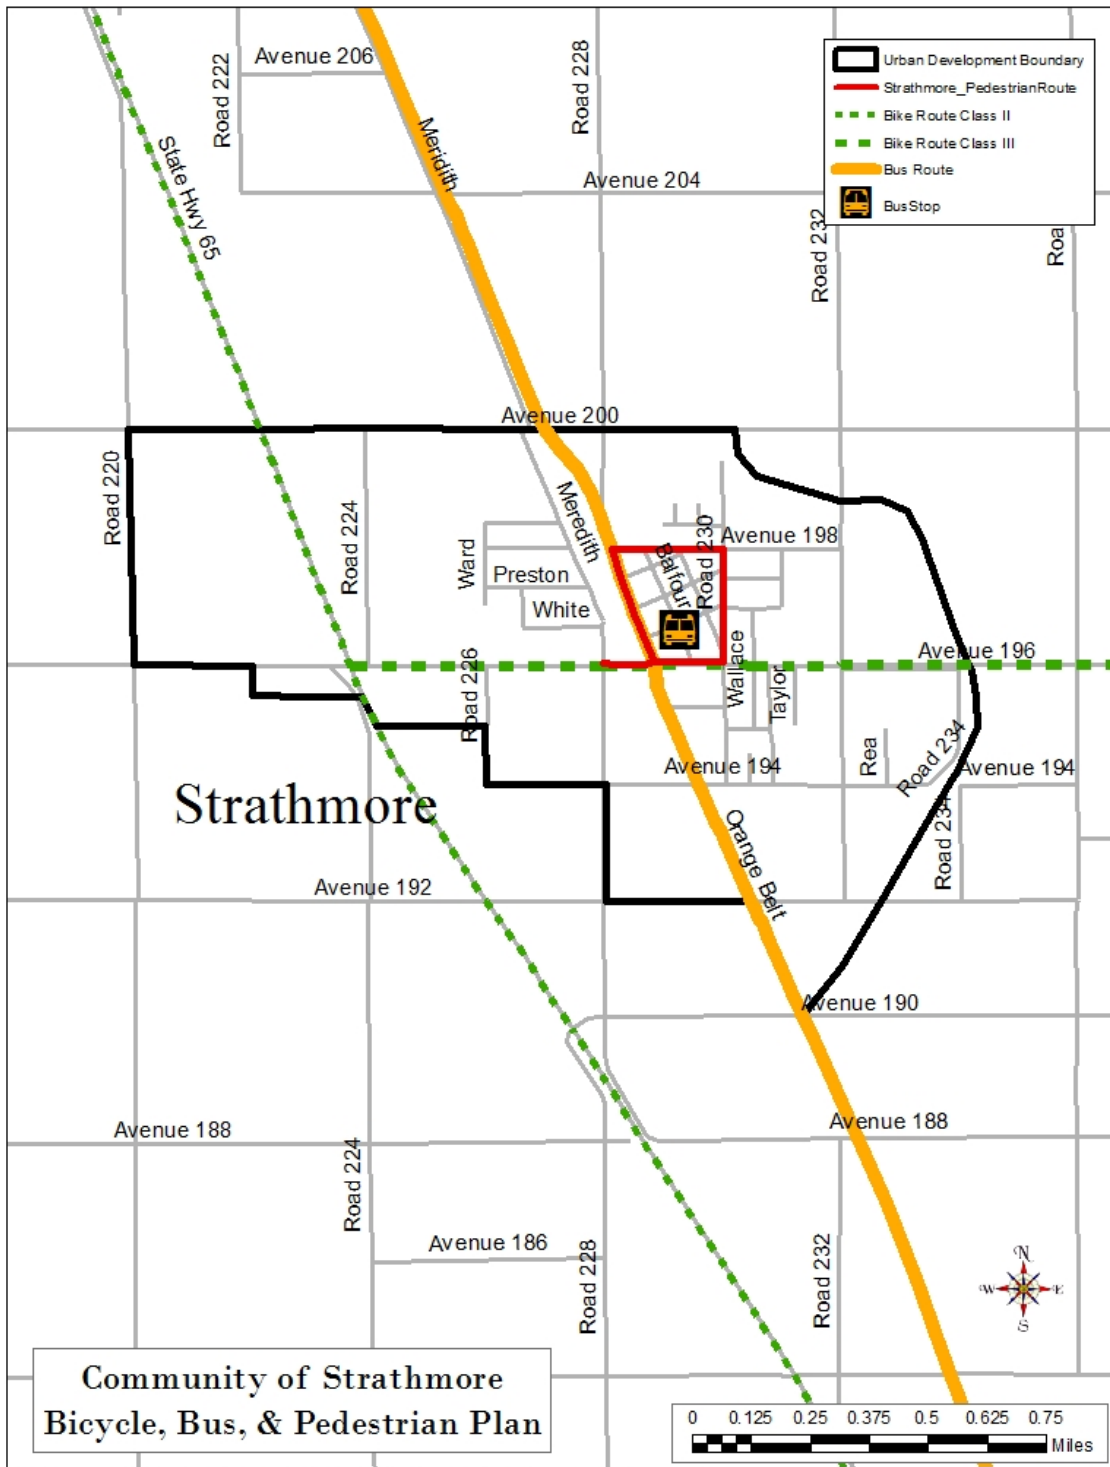 Avenue 206
Road 222
Road 228
Urban Development Boundary
Strathmore_PedestrianRoute
Bike Route Class II
Bike Route Class III
Bus Route
BusStop
State Hwy 65
Meridith
Avenue 204
Road 232
Roa
Avenue 200
Road 220
Road 224
Meredith
Ward
Preston
White
Balfour
Road 230
Avenue 198
Road 226
Wallace
Taylor
Avenue 196
Rea
Road 234
Avenue 194
Avenue 194
Road 234
Strathmore
Orange Belt
Avenue 192
Avenue 190
Avenue 188
Avenue 188
Road 224
Avenue 186
Road 228
Road 232
N
W
E
S
Community of Strathmore
Bicycle, Bus, & Pedestrian Plan
0 0.125 0.25 0.375 0.5 0.625 0.75
Miles